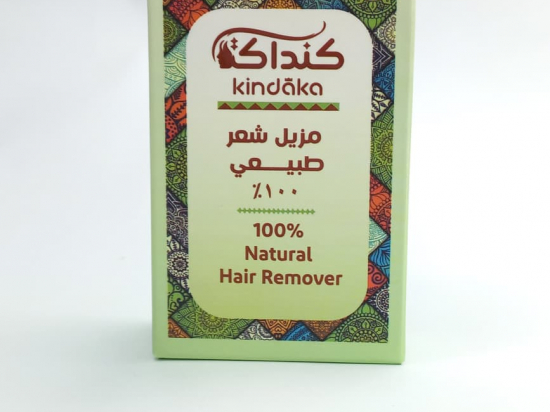 كنداكة
kindāka
مزيل شعر
طبيعي
٪١٠٠
100%
Natural
Hair Remover